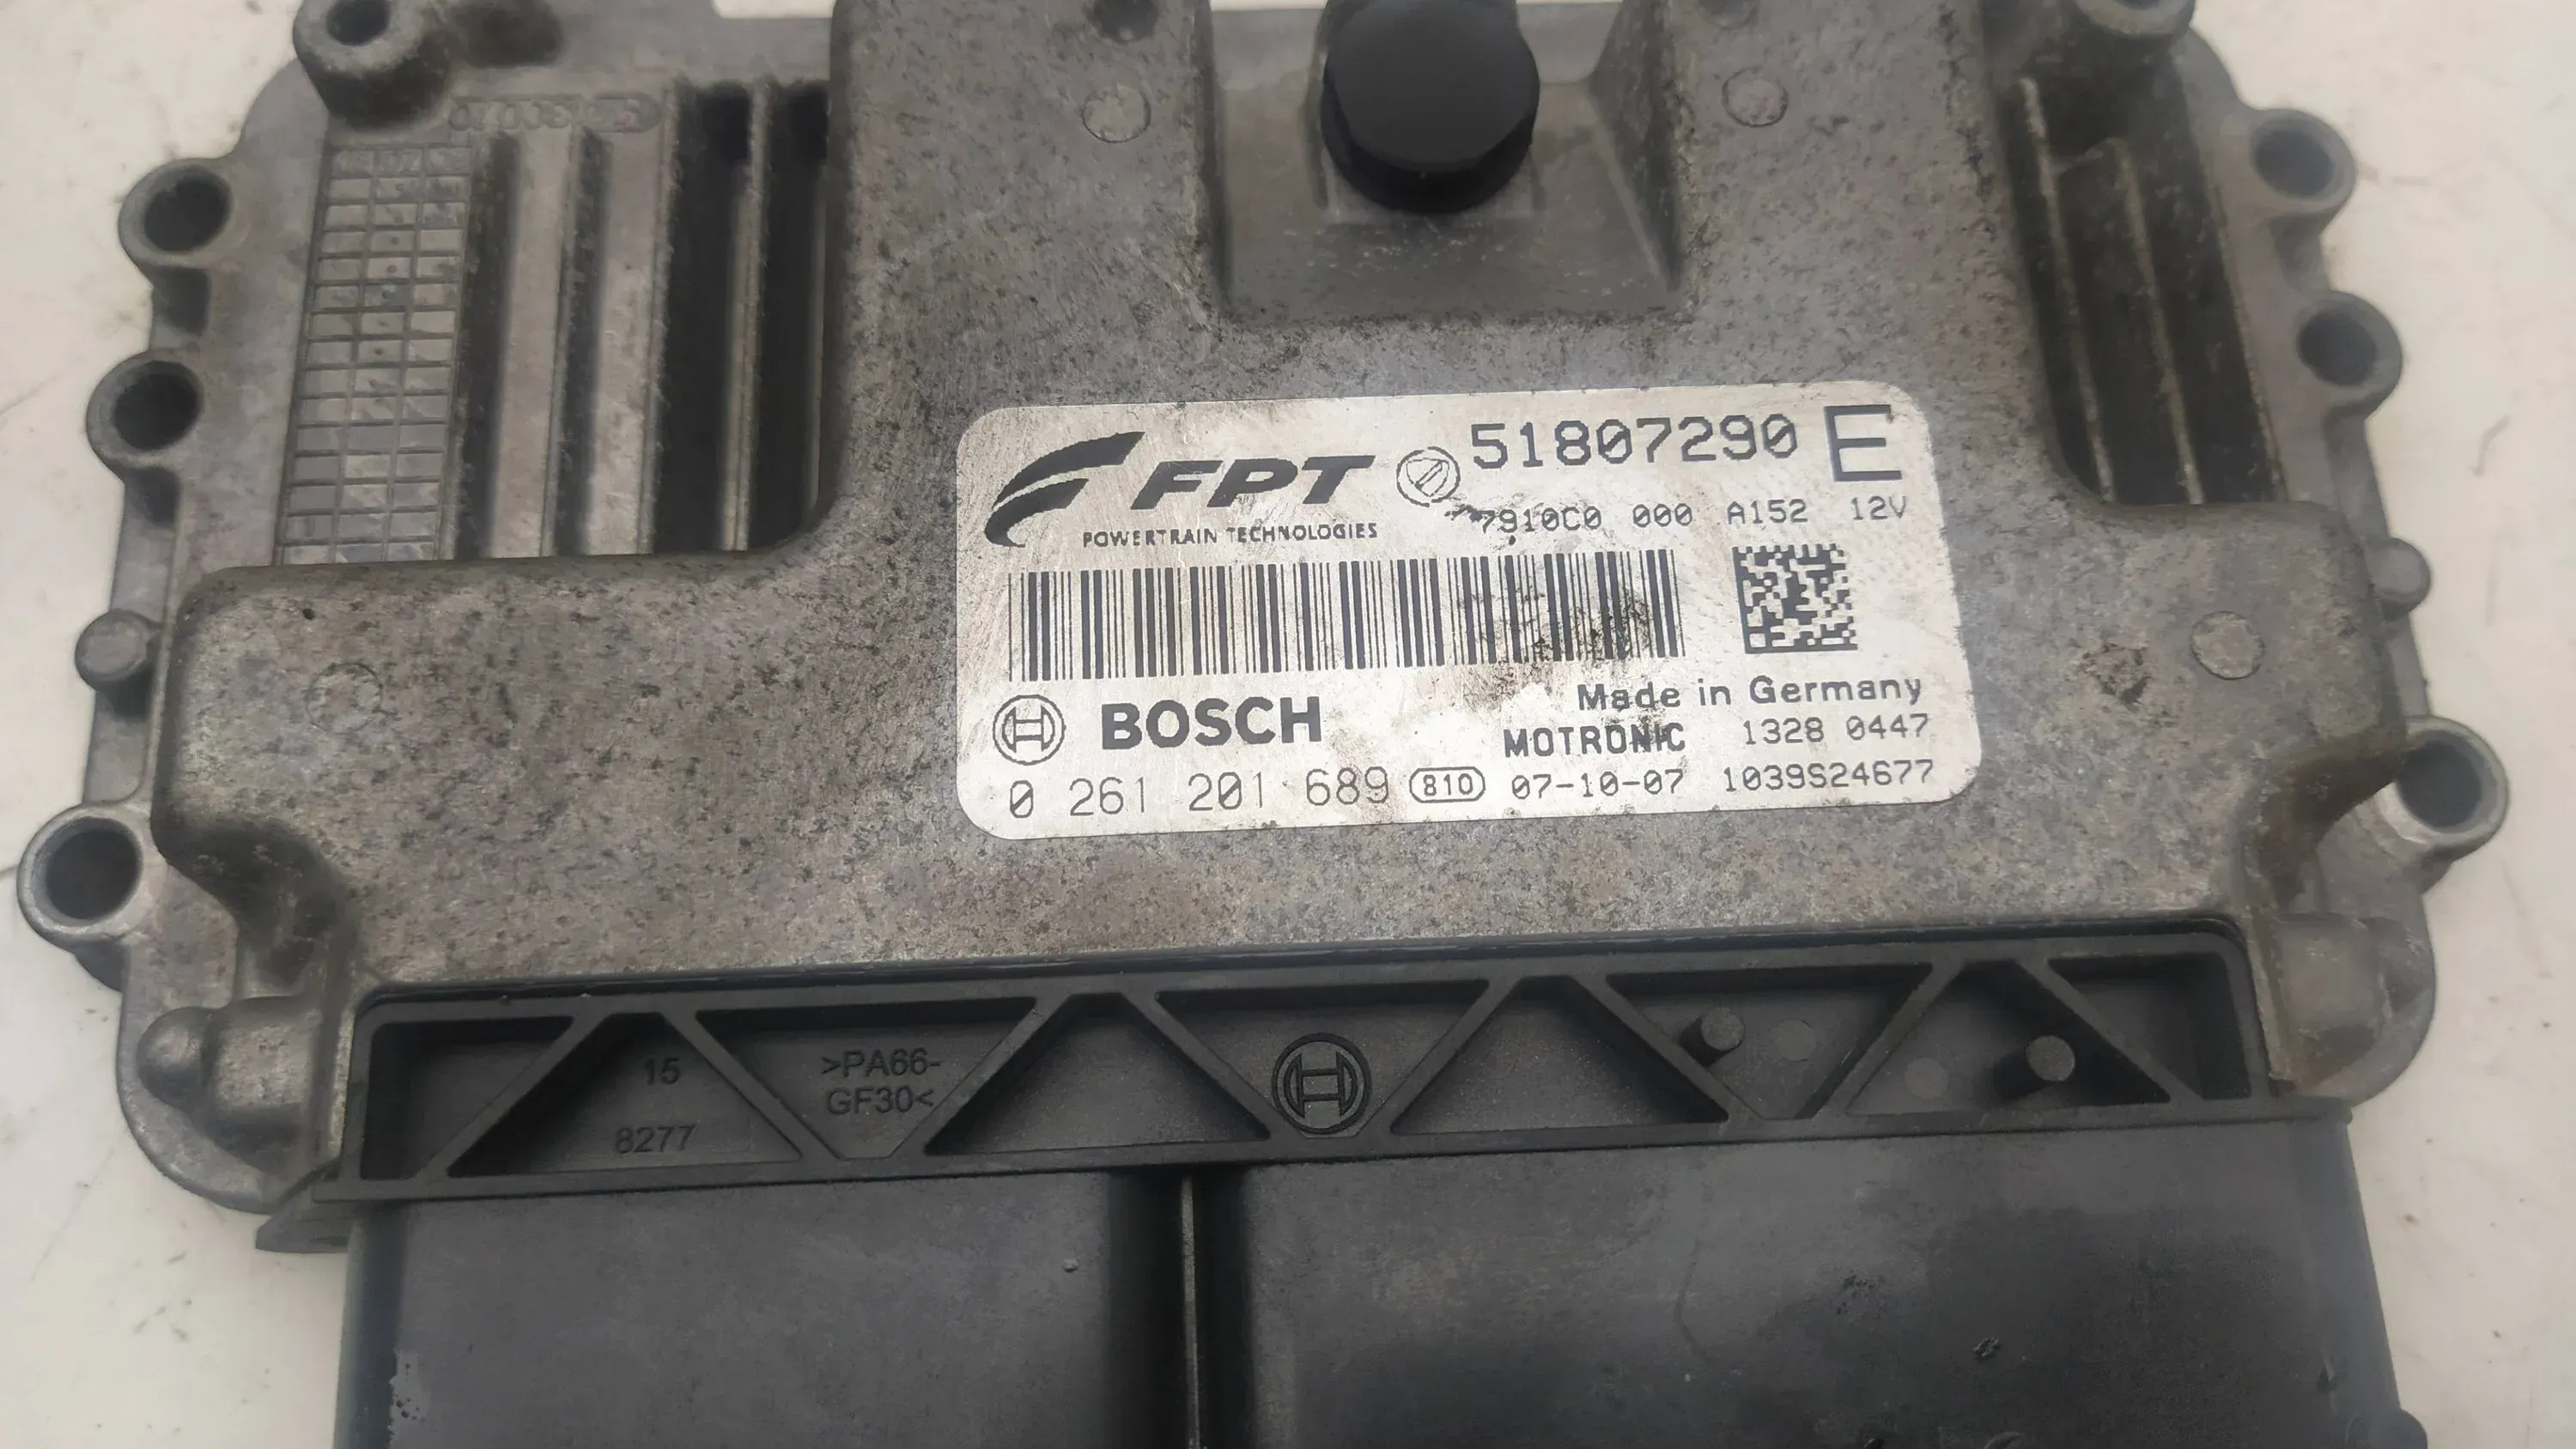 FPT 51807290 E
POWERTRAIN TECHNOLOGIES 7910C0 000 A152 12V
BOSCH Made in Germany
MOTRONIC 1328 0447
0 261 201 689 810 07-10-07 1039S24677
15 >PA66-
GF30<
8277